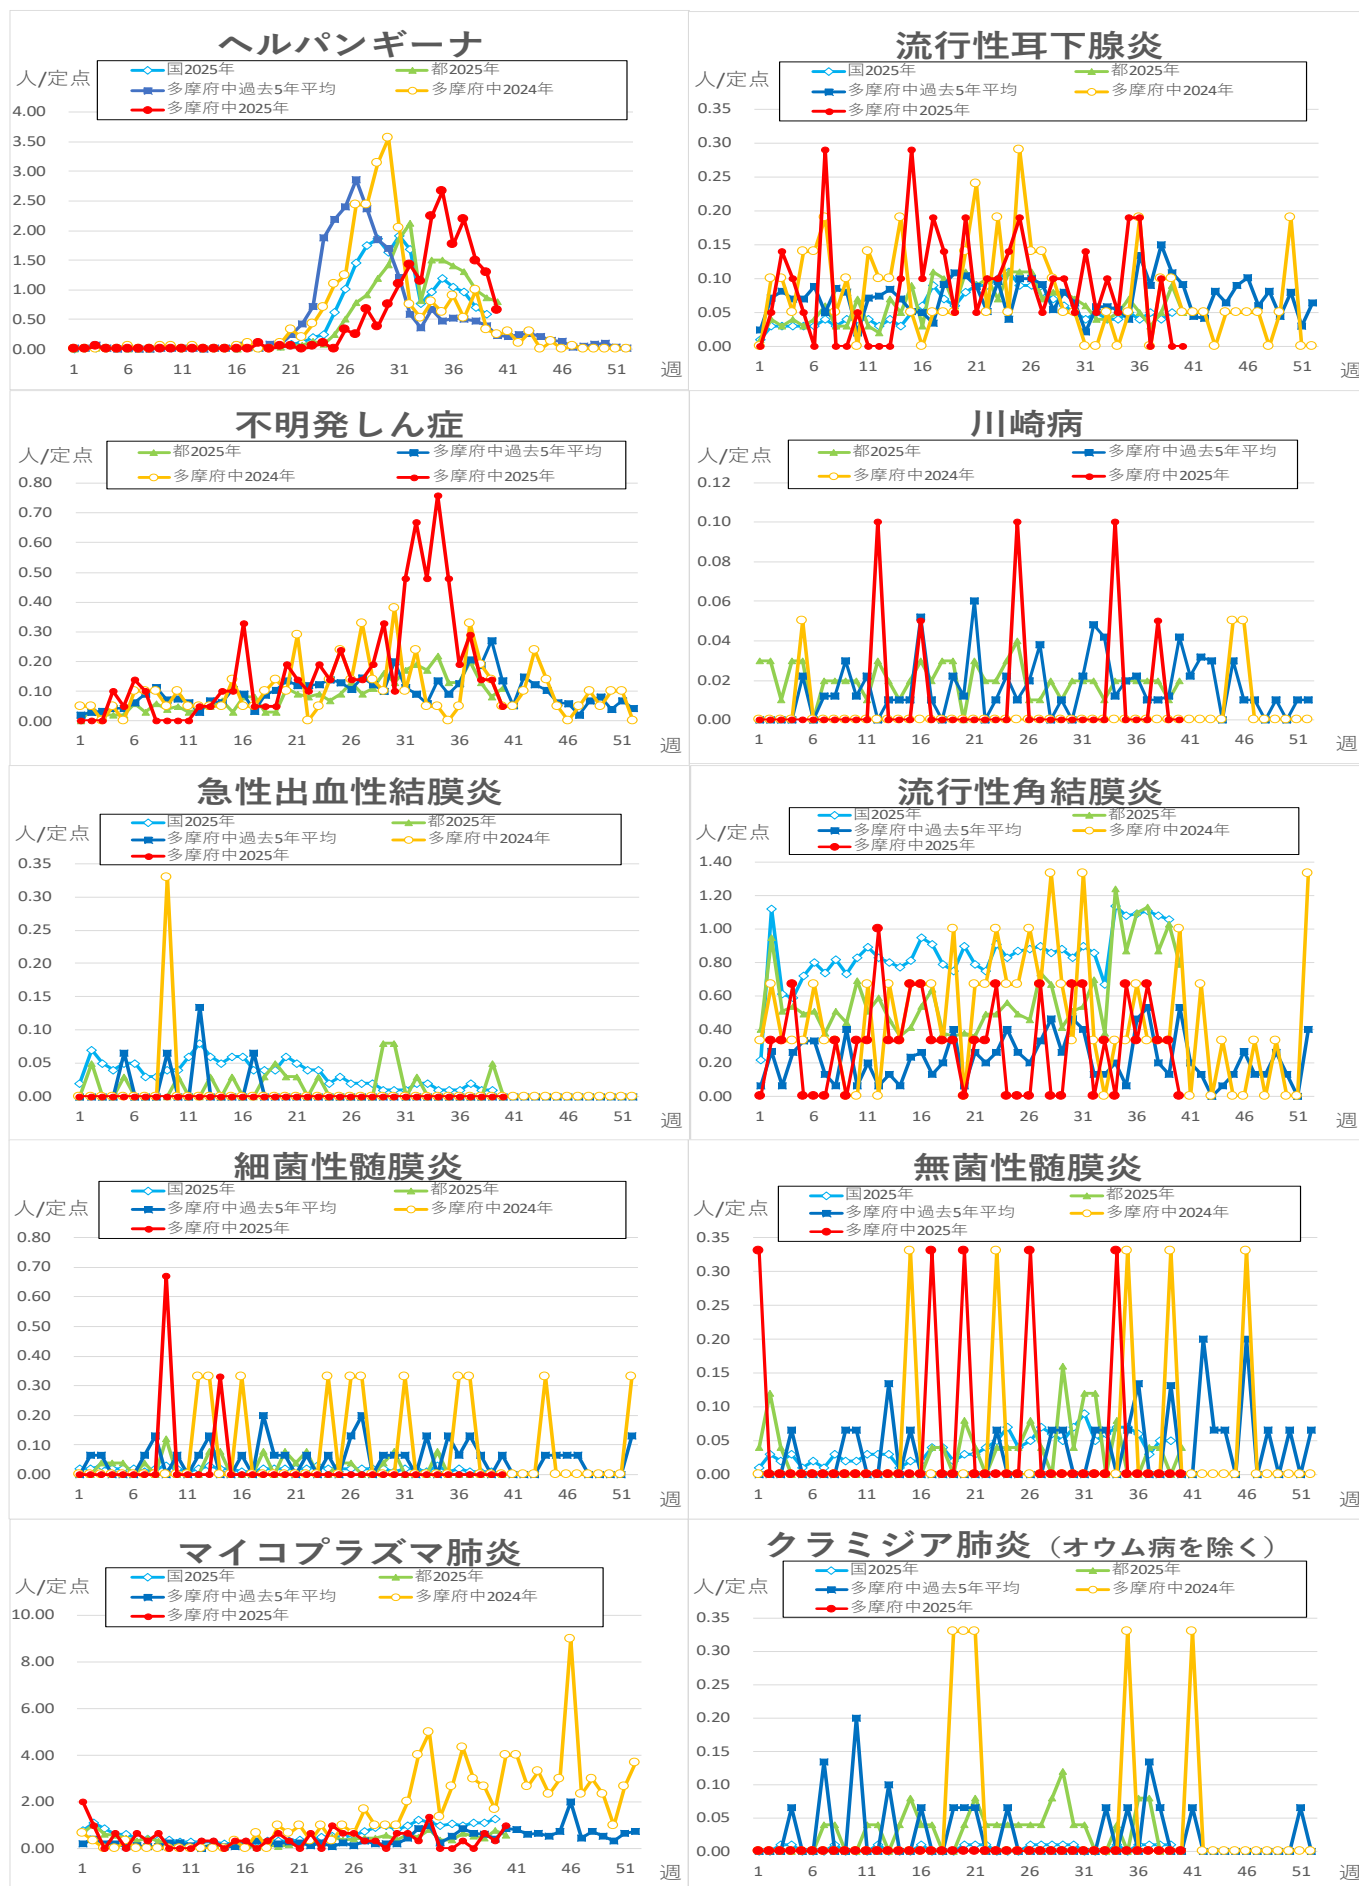 ヘルパンギーナ
人/定点
国2025年 都2025年
多摩府中過去5年平均 多摩府中2024年
多摩府中2025年
4.00
3.50
3.00
2.50
2.00
1.50
1.00
0.50
0.00
1 6 11 16 21 26 31 36 41 46 51 週
流行性耳下腺炎
人/定点
国2025年 都2025年
多摩府中過去5年平均 多摩府中2024年
多摩府中2025年
0.35
0.30
0.25
0.20
0.15
0.10
0.05
0.00
1 6 11 16 21 26 31 36 41 46 51 週
不明発しん症
人/定点
都2025年 多摩府中過去5年平均
多摩府中2024年 多摩府中2025年
0.80
0.70
0.60
0.50
0.40
0.30
0.20
0.10
0.00
1 6 11 16 21 26 31 36 41 46 51 週
川崎病
人/定点
都2025年 多摩府中過去5年平均
多摩府中2024年 多摩府中2025年
0.12
0.10
0.08
0.06
0.04
0.02
0.00
1 6 11 16 21 26 31 36 41 46 51 週
急性出血性結膜炎
人/定点
国2025年 都2025年
多摩府中過去5年平均 多摩府中2024年
多摩府中2025年
0.35
0.30
0.25
0.20
0.15
0.10
0.05
0.00
1 6 11 16 21 26 31 36 41 46 51 週
流行性角結膜炎
人/定点
国2025年 都2025年
多摩府中過去5年平均 多摩府中2024年
多摩府中2025年
1.40
1.20
1.00
0.80
0.60
0.40
0.20
0.00
1 6 11 16 21 26 31 36 41 46 51 週
細菌性髄膜炎
人/定点
国2025年 都2025年
多摩府中過去5年平均 多摩府中2024年
多摩府中2025年
0.80
0.70
0.60
0.50
0.40
0.30
0.20
0.10
0.00
1 6 11 16 21 26 31 36 41 46 51 週
無菌性髄膜炎
人/定点
国2025年 都2025年
多摩府中過去5年平均 多摩府中2024年
多摩府中2025年
0.35
0.30
0.25
0.20
0.15
0.10
0.05
0.00
1 6 11 16 21 26 31 36 41 46 51 週
マイコプラズマ肺炎
人/定点
国2025年 都2025年
多摩府中過去5年平均 多摩府中2024年
多摩府中2025年
10.00
8.00
6.00
4.00
2.00
0.00
1 6 11 16 21 26 31 36 41 46 51 週
クラミジア肺炎（オウム病を除く）
人/定点
国2025年 都2025年
多摩府中過去5年平均 多摩府中2024年
多摩府中2025年
0.35
0.30
0.25
0.20
0.15
0.10
0.05
0.00
1 6 11 16 21 26 31 36 41 46 51 週